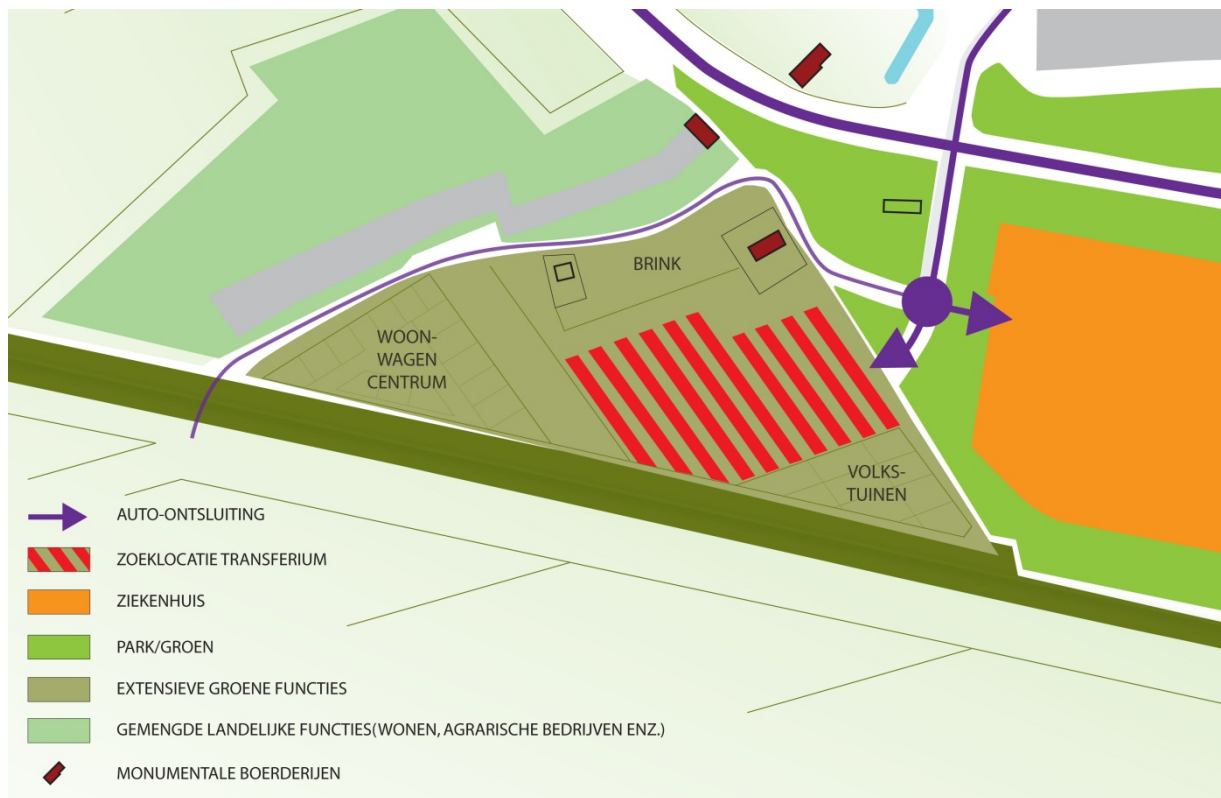 BRINK
WOON-
WAGEN
CENTRUM
VOLKS-
TUINEN
AUTO-ONTSLUITING
ZOEKLOCATIE TRANSFERIUM
ZIEKENHUIS
PARK/GROEN
EXTENSIEVE GROENE FUNCTIES
GEMENGDE LANDELIJKE FUNCTIES(WONEN, AGRARISCHE BEDRIJVEN ENZ.)
MONUMENTALE BOERDERIJEN